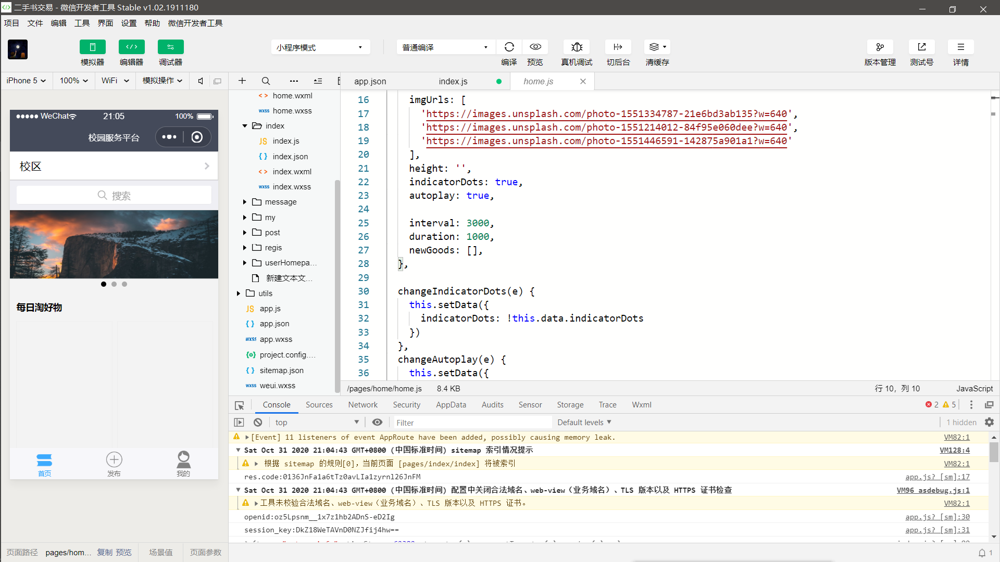 二手书交易 - 微信开发者工具 Stable v1.02.1911180
项目 文件 编辑 工具 界面 设置 帮助 微信开发者工具
小程序模式 普通编译
模拟器 编辑器 调试器 编译 预览 真机调试 切后台 清缓存 版本管理 测试号 详情
iPhone 5 100% WiFi 模拟操作
WeChat 21:05 100%
校园服务平台
校区
搜索
每日淘好物
首页 发布 我的
页面路径 pages/hom... 复制 预览 场景值 页面参数
home.wxml
home.wxss
index
index.js
index.json
index.wxml
index.wxss
message
my
post
regis
userHomepa...
新建文本文...
utils
app.js
app.json
app.wxss
project.config....
sitemap.json
weui.wxss
app.json index.js home.js
16 imgUrls: [
17 'https://images.unsplash.com/photo-1551334787-21e6bd3ab135?w=640',
18 'https://images.unsplash.com/photo-1551214012-84f95e060dee?w=640',
19 'https://images.unsplash.com/photo-1551446591-142875a901a1?w=640'
20 ],
21 height: '',
22 indicatorDots: true,
23 autoplay: true,
24
25 interval: 3000,
26 duration: 1000,
27 newGoods: [],
28 },
29
30 changeIndicatorDots(e) {
31 this.setData({
32 indicatorDots: !this.data.indicatorDots
33 })
34 },
35 changeAutoplay(e) {
36 this.setData({
/pages/home/home.js 8.4 KB 行 10，列 10 JavaScript
Console Sources Network Security AppData Audits Sensor Storage Trace Wxml 2 5
top Filter Default levels 1 hidden
[Event] 11 listeners of event AppRoute have been added, possibly causing memory leak. VM82:1
Sat Oct 31 2020 21:04:43 GMT+0800 (中国标准时间) sitemap 索引情况提示 VM128:4
根据 sitemap 的规则[0]，当前页面 [pages/index/index] 将被索引 VM82:1
res.code:0136JnFa1a6tTz0avLIa1zyrnl26JnFM app.js? [sm]:17
Sat Oct 31 2020 21:04:43 GMT+0800 (中国标准时间) 配置中关闭合法域名、web-view（业务域名）、TLS 版本以及 HTTPS 证书检查 VM96 asdebug.js:1
工具未校验合法域名、web-view（业务域名）、TLS 版本以及 HTTPS 证书。 VM82:1
openid:oz5Lpsnm__1x7z1hb2ADnS-eD2Ig app.js? [sm]:30
session_key:DkZ18WeTAVnD0NZJfij4hw== app.js? [sm]:31
1